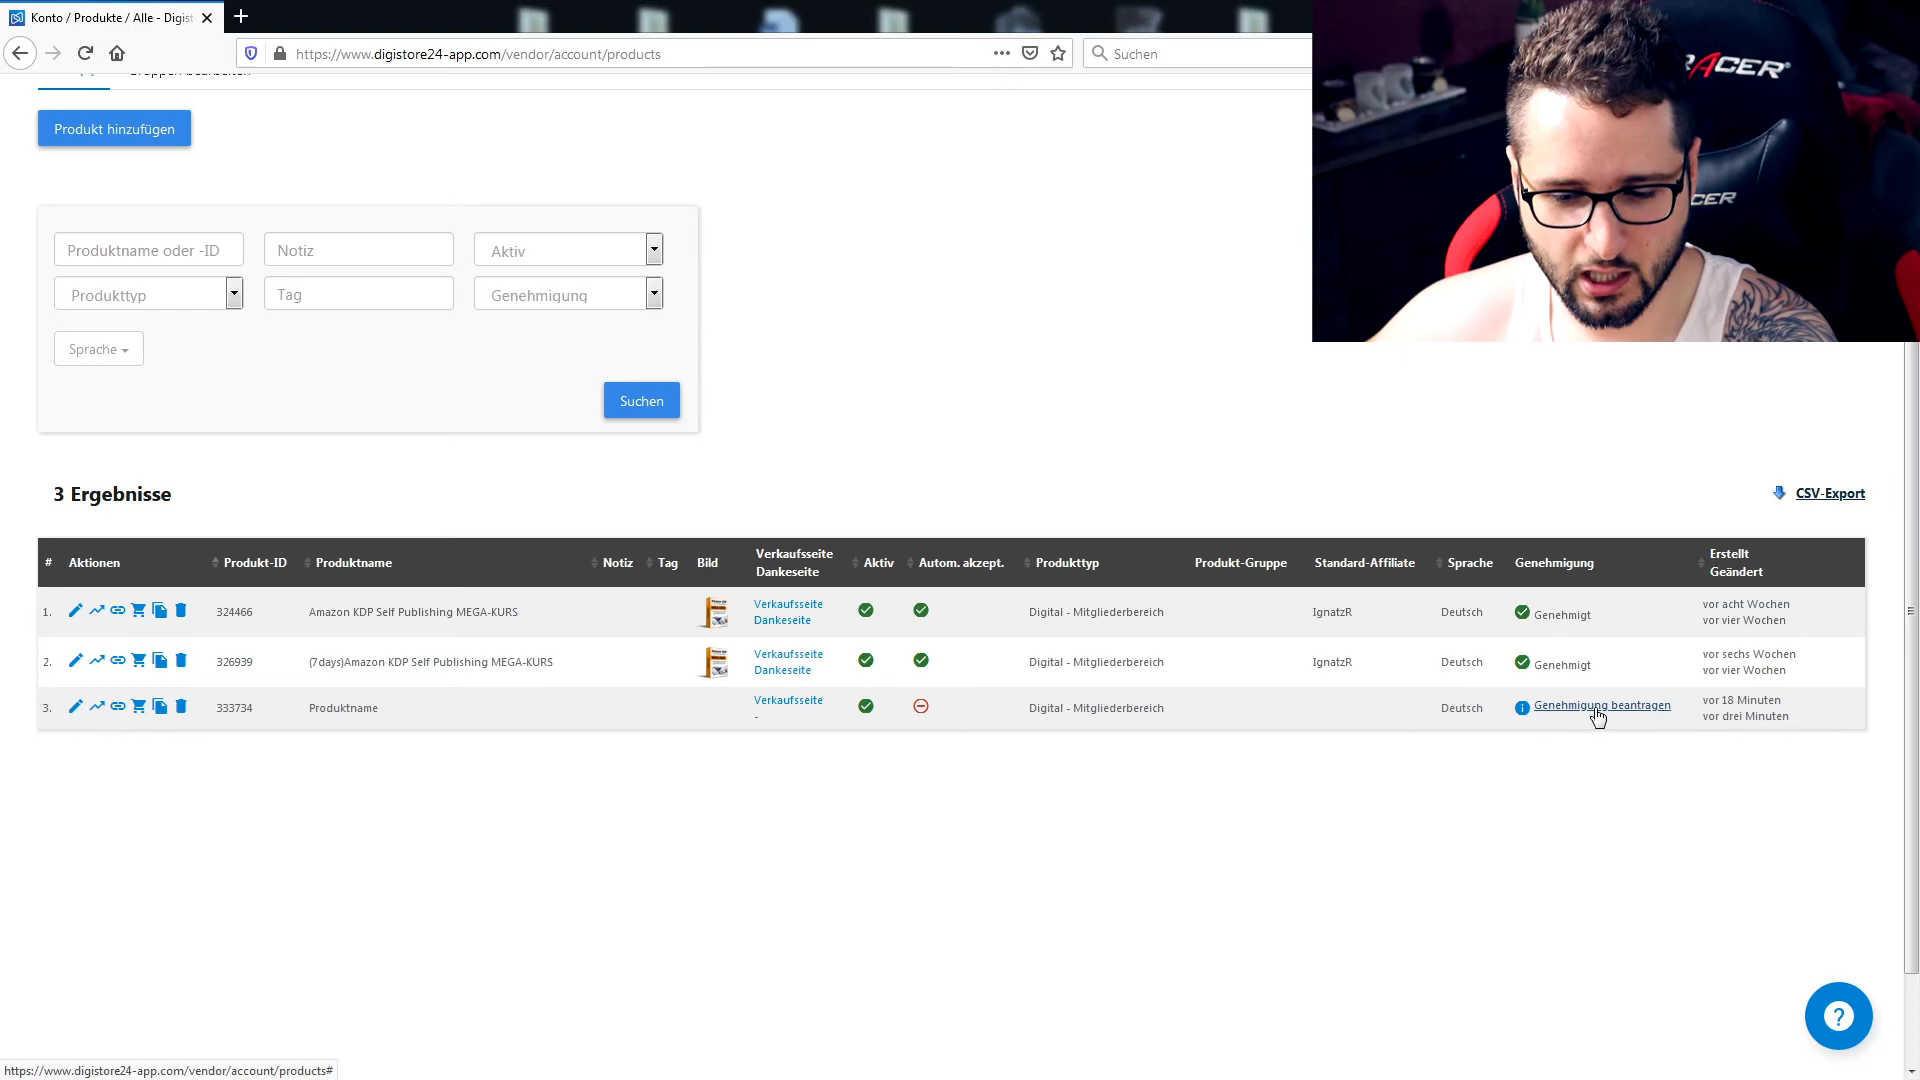 Konto / Produkte / Alle - Digist
https://www.digistore24-app.com/vendor/account/products
Suchen
Produkt hinzufügen
Produktname oder -ID
Notiz
Aktiv
Produkttyp
Tag
Genehmigung
Sprache
Suchen
3 Ergebnisse
CSV-Export
# Aktionen Produkt-ID Produktname Notiz Tag Bild Verkaufsseite Dankeseite Aktiv Autom. akzept. Produkttyp Produkt-Gruppe Standard-Affiliate Sprache Genehmigung Erstellt Geändert
1. 324466 Amazon KDP Self Publishing MEGA-KURS Verkaufsseite Dankeseite Digital - Mitgliederbereich IgnatzR Deutsch Genehmigt vor acht Wochen vor vier Wochen
2. 326939 (7days)Amazon KDP Self Publishing MEGA-KURS Verkaufsseite Dankeseite Digital - Mitgliederbereich IgnatzR Deutsch Genehmigt vor sechs Wochen vor vier Wochen
3. 333734 Produktname Verkaufsseite - Digital - Mitgliederbereich Deutsch Genehmigung beantragen vor 18 Minuten vor drei Minuten
https://www.digistore24-app.com/vendor/account/products#